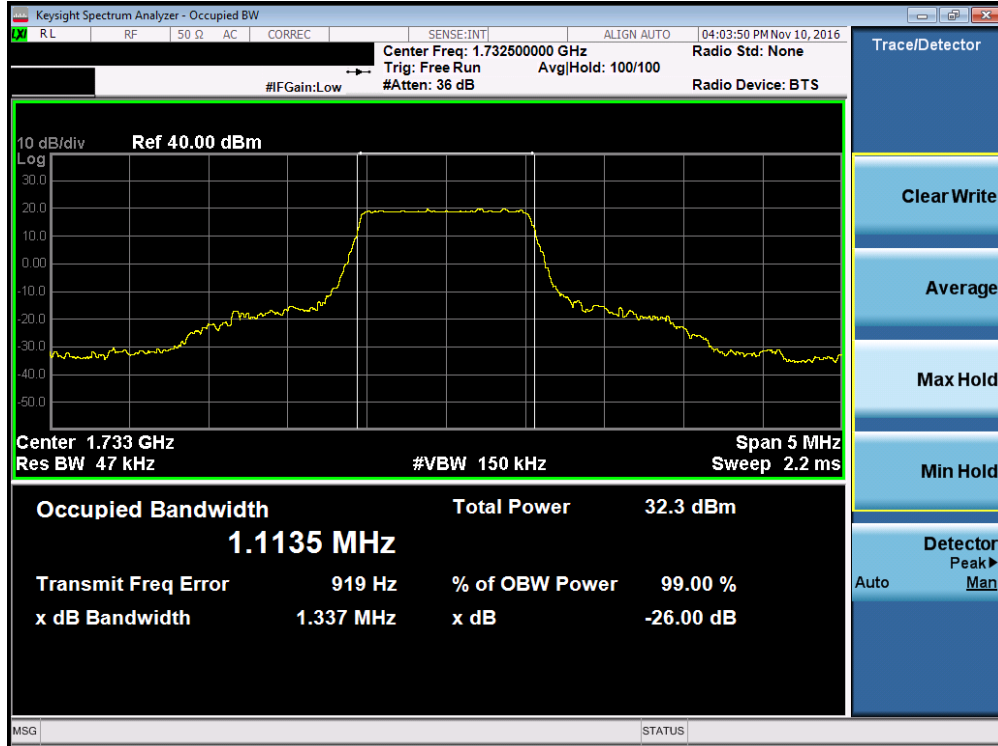 Keysight Spectrum Analyzer - Occupied BW
LXI RL RF 50 Ω AC CORREC SENSE:INT ALIGN AUTO 04:03:50 PM Nov 10, 2016
Center Freq: 1.732500000 GHz Radio Std: None
Trig: Free Run Avg|Hold: 100/100
#IFGain:Low #Atten: 36 dB Radio Device: BTS
10 dB/div Ref 40.00 dBm
Log
30.0
20.0
10.0
0.00
-10.0
-20.0
-30.0
-40.0
-50.0
Center 1.733 GHz Span 5 MHz
Res BW 47 kHz #VBW 150 kHz Sweep 2.2 ms
Occupied Bandwidth Total Power 32.3 dBm
1.1135 MHz
Transmit Freq Error 919 Hz % of OBW Power 99.00 %
x dB Bandwidth 1.337 MHz x dB -26.00 dB
MSG STATUS
Trace/Detector
Clear Write
Average
Max Hold
Min Hold
Detector
Peak▶
Auto Man